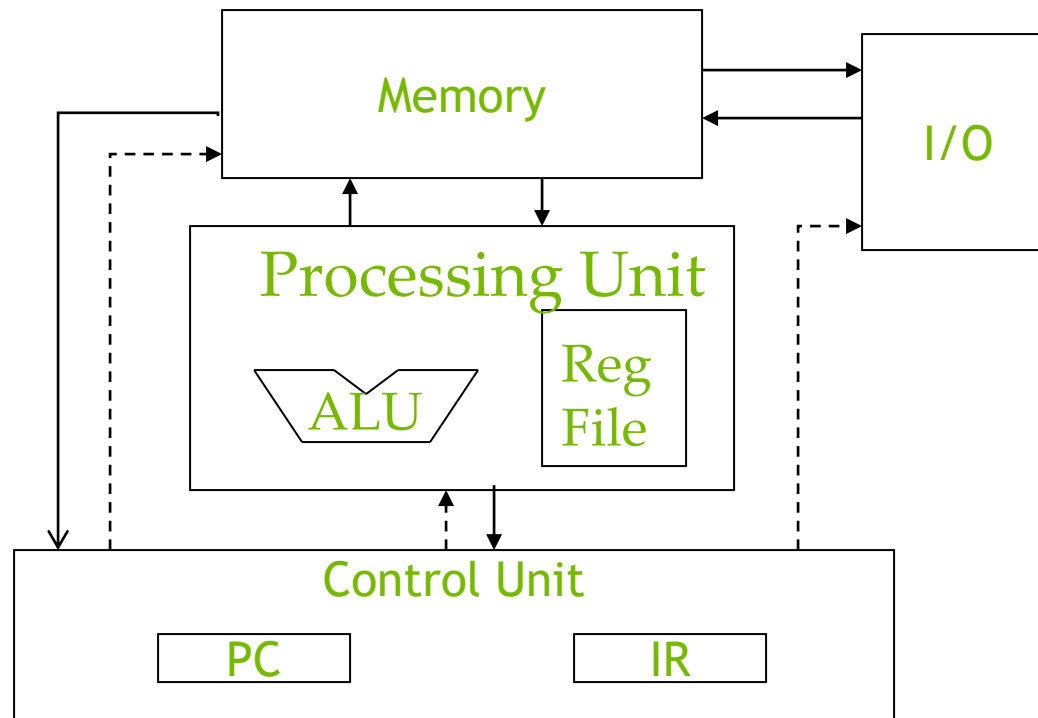 Memory
I/O
Processing Unit
ALU
Reg
File
Control Unit
PC
IR